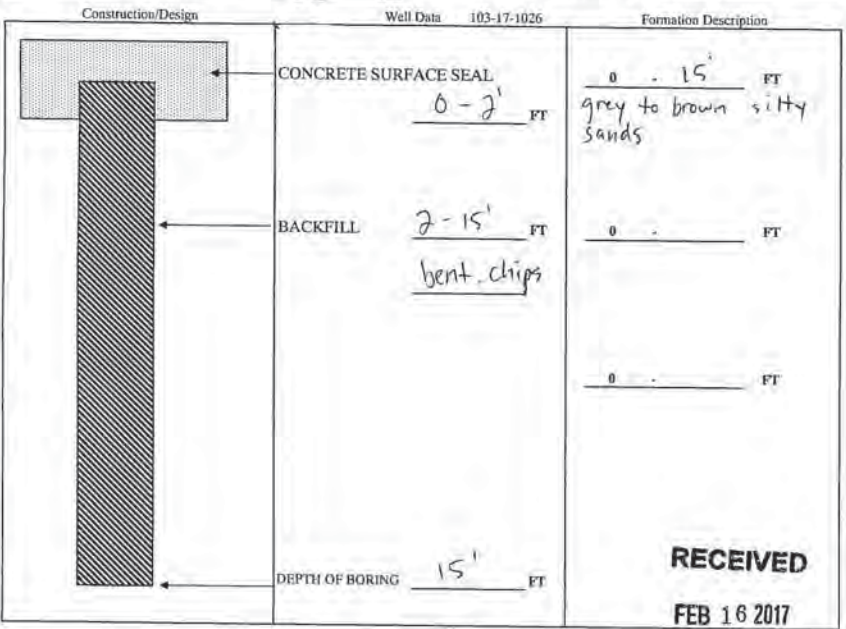 Construction/Design Well Data 103-17-1026 Formation Description
CONCRETE SURFACE SEAL
0 - 2' FT
0 - 15' FT
grey to brown silty
sands
BACKFILL 2-15' FT
bent. chips
0 - FT
0 - FT
DEPTH OF BORING 15' FT
RECEIVED
FEB 16 2017